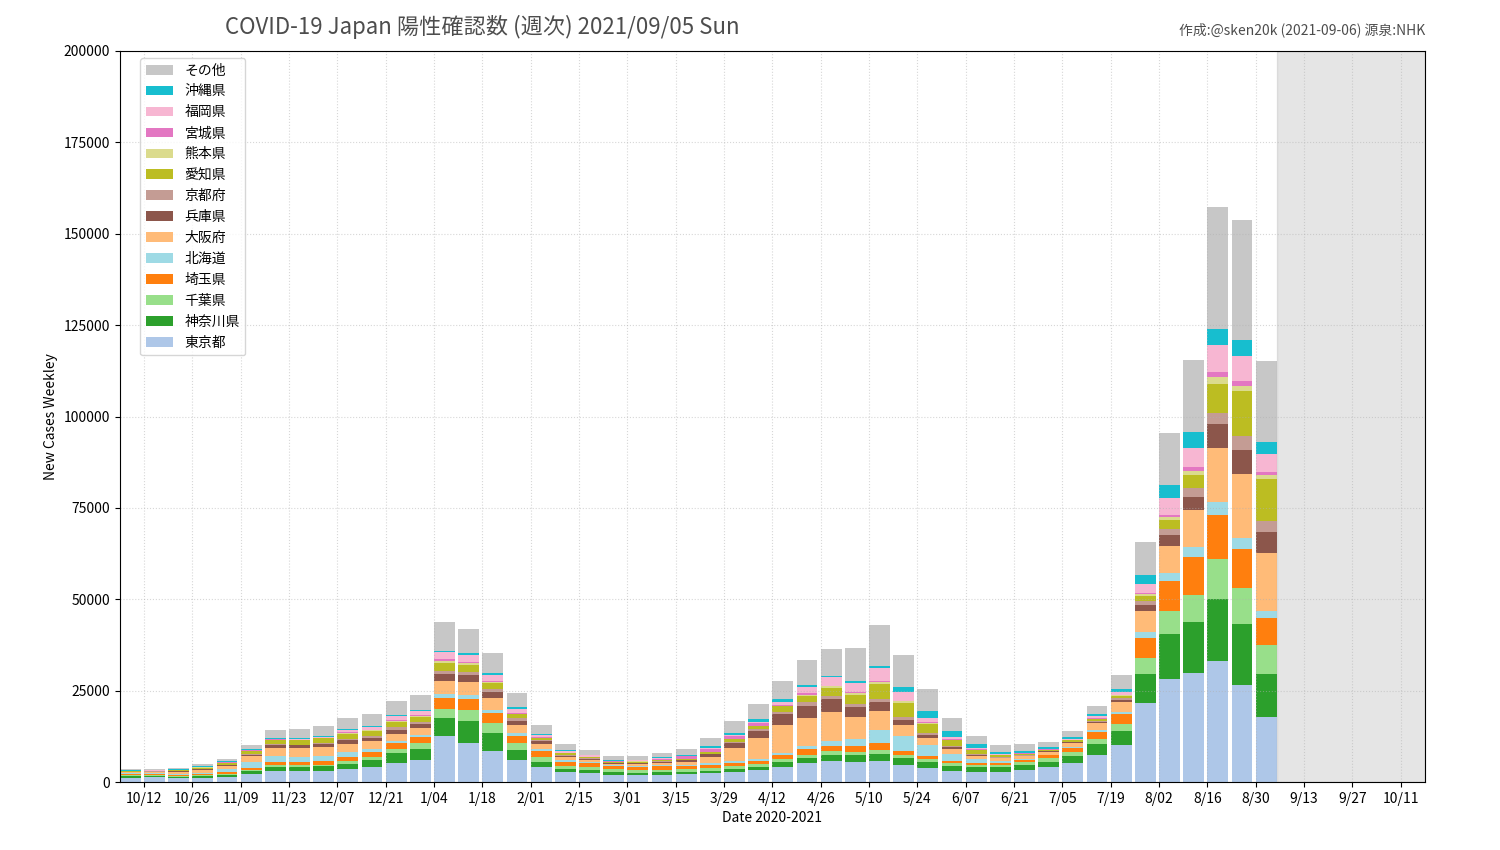 COVID-19 Japan 陽性確認数 (週次) 2021/09/05 Sun
作成:@sken20k (2021-09-06) 源泉:NHK
200000
175000
150000
125000
100000
75000
50000
25000
0
New Cases Weekley
その他
沖縄県
福岡県
宮城県
熊本県
愛知県
京都府
兵庫県
大阪府
北海道
埼玉県
千葉県
神奈川県
東京都
10/12 10/26 11/09 11/23 12/07 12/21 1/04 1/18 2/01 2/15 3/01 3/15 3/29 4/12 4/26 5/10 5/24 6/07 6/21 7/05 7/19 8/02 8/16 8/30 9/13 9/27 10/11
Date 2020-2021